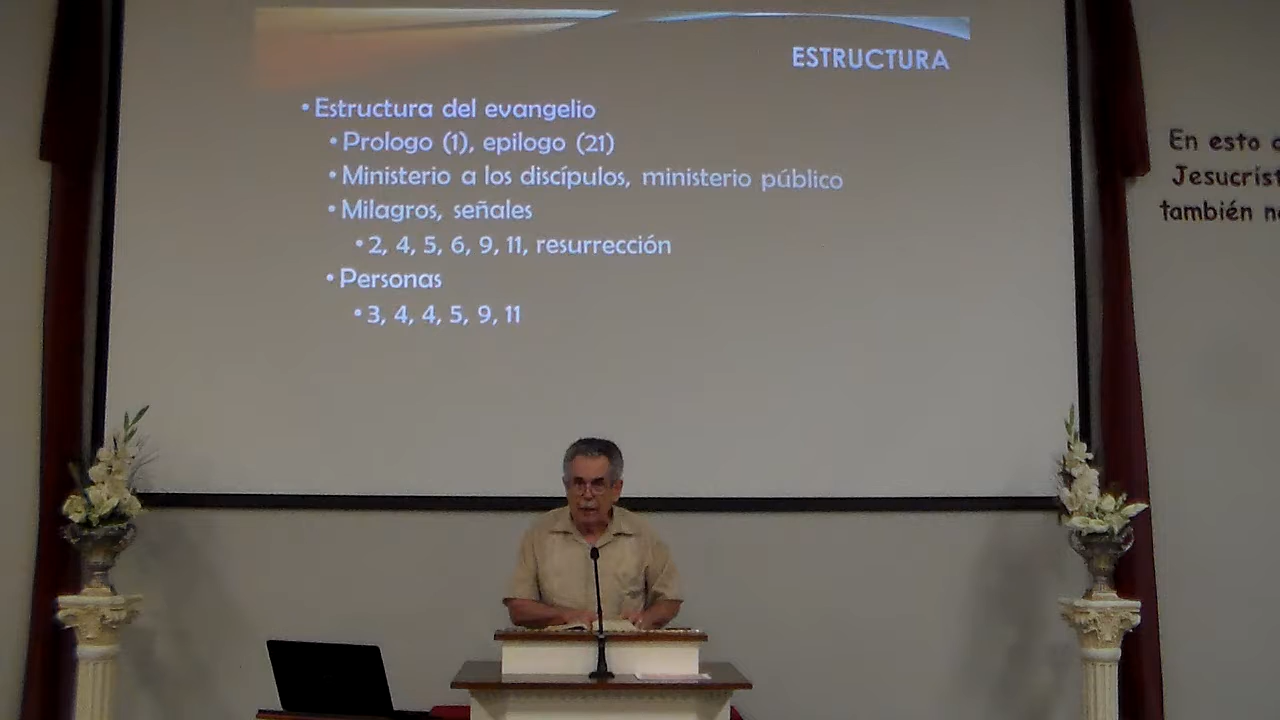 ESTRUCTURA
• Estructura del evangelio
• Prologo (1), epilogo (21)
• Ministerio a los discípulos, ministerio público
• Milagros, señales
• 2, 4, 5, 6, 9, 11, resurrección
• Personas
• 3, 4, 4, 5, 9, 11
En esto
Jesucrist
también